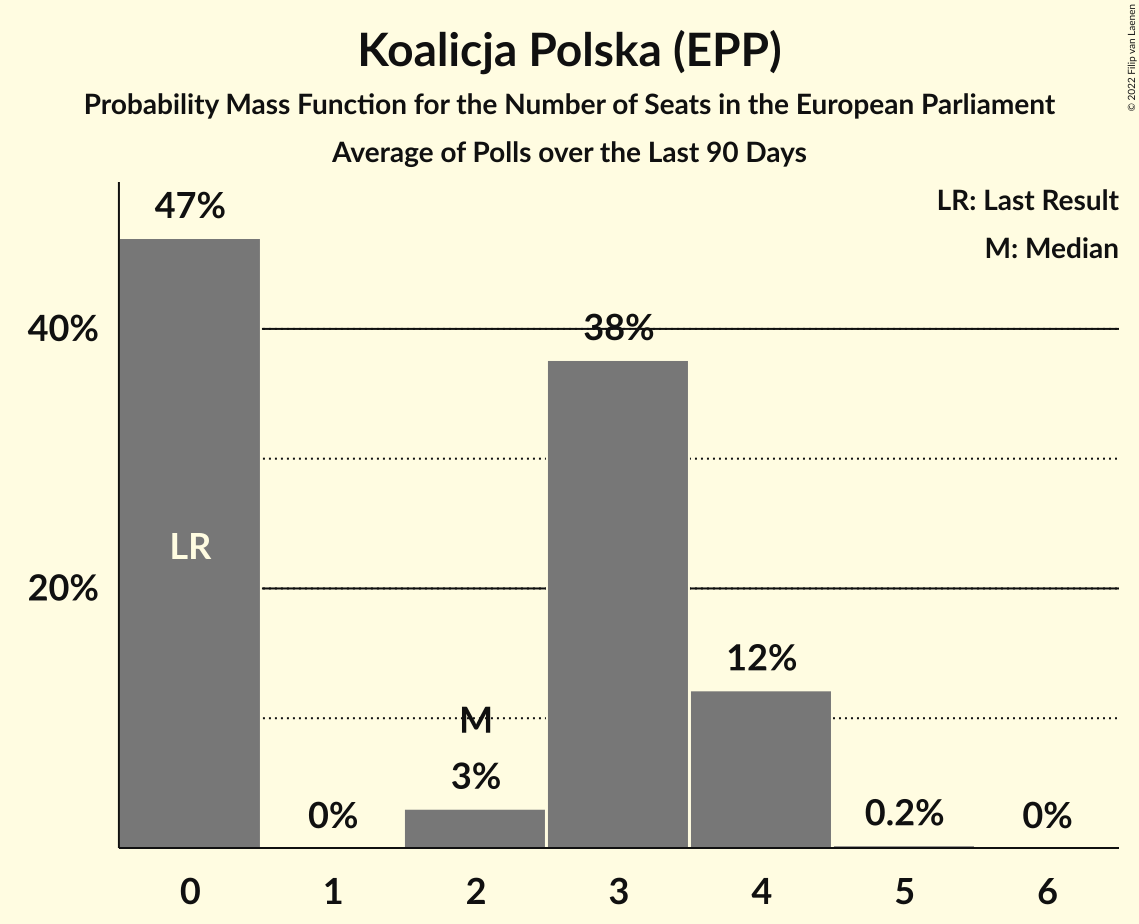 Koalicja Polska (EPP)
Probability Mass Function for the Number of Seats in the European Parliament
Average of Polls over the Last 90 Days
© 2022 Filip van Laenen
LR: Last Result
M: Median
47%
40%
38%
LR
20%
12%
M
3%
0%
0.2%
0%
0 1 2 3 4 5 6